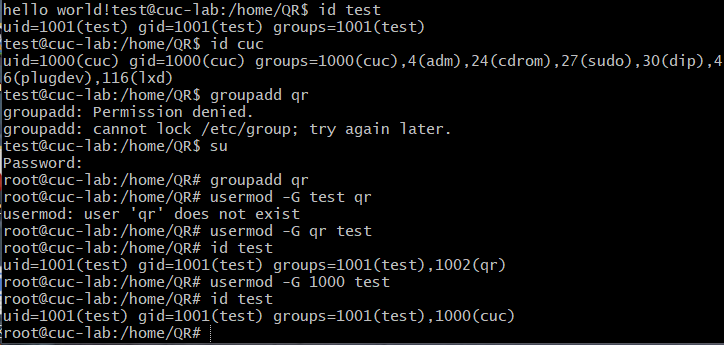 hello world!test@cuc-lab:/home/QR$ id test
uid=1001(test) gid=1001(test) groups=1001(test)
test@cuc-lab:/home/QR$ id cuc
uid=1000(cuc) gid=1000(cuc) groups=1000(cuc),4(adm),24(cdrom),27(sudo),30(dip),4
6(plugdev),116(lxd)
test@cuc-lab:/home/QR$ groupadd qr
groupadd: Permission denied.
groupadd: cannot lock /etc/group; try again later.
test@cuc-lab:/home/QR$ su
Password:
root@cuc-lab:/home/QR# groupadd qr
root@cuc-lab:/home/QR# usermod -G test qr
usermod: user 'qr' does not exist
root@cuc-lab:/home/QR# usermod -G qr test
root@cuc-lab:/home/QR# id test
uid=1001(test) gid=1001(test) groups=1001(test),1002(qr)
root@cuc-lab:/home/QR# usermod -G 1000 test
root@cuc-lab:/home/QR# id test
uid=1001(test) gid=1001(test) groups=1001(test),1000(cuc)
root@cuc-lab:/home/QR#